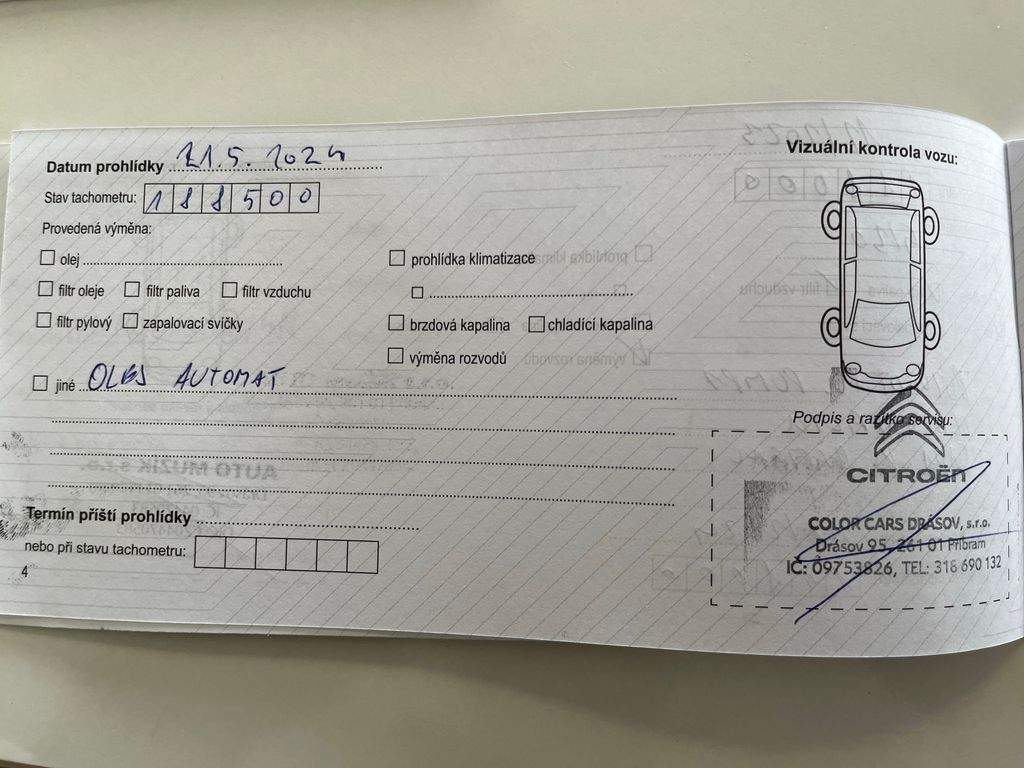 Datum prohlídky 21.5.2024
Stav tachometru: 188500
Provedená výměna:
olej
filtr oleje filtr paliva filtr vzduchu
filtr pylový zapalovací svíčky
prohlídka klimatizace
brzdová kapalina chladící kapalina
výměna rozvodů
jiné OLEJ AUTOMAT
Termín příští prohlídky
nebo při stavu tachometru:
4
Vizuální kontrola vozu:
Podpis a razítko servisu:
CITROËN
COLOR CARS DRÁSOV, s.r.o.
Drásov 95, 261 01 Příbram
IČ: 09753826, TEL: 318 690 132